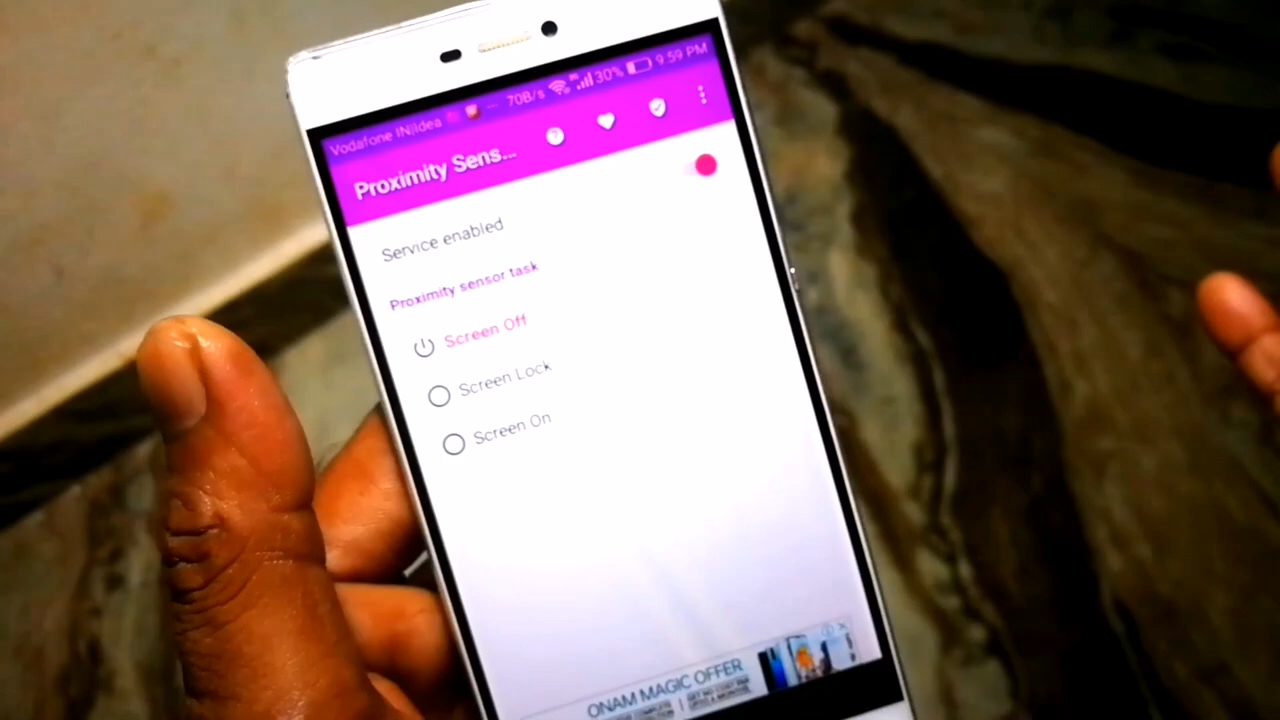 Vodafone IN|Idea 70B/s 30% 9:59 PM
Proximity Sens...
Service enabled
Proximity sensor task
Screen Off
Screen Lock
Screen On
ONAM MAGIC OFFER